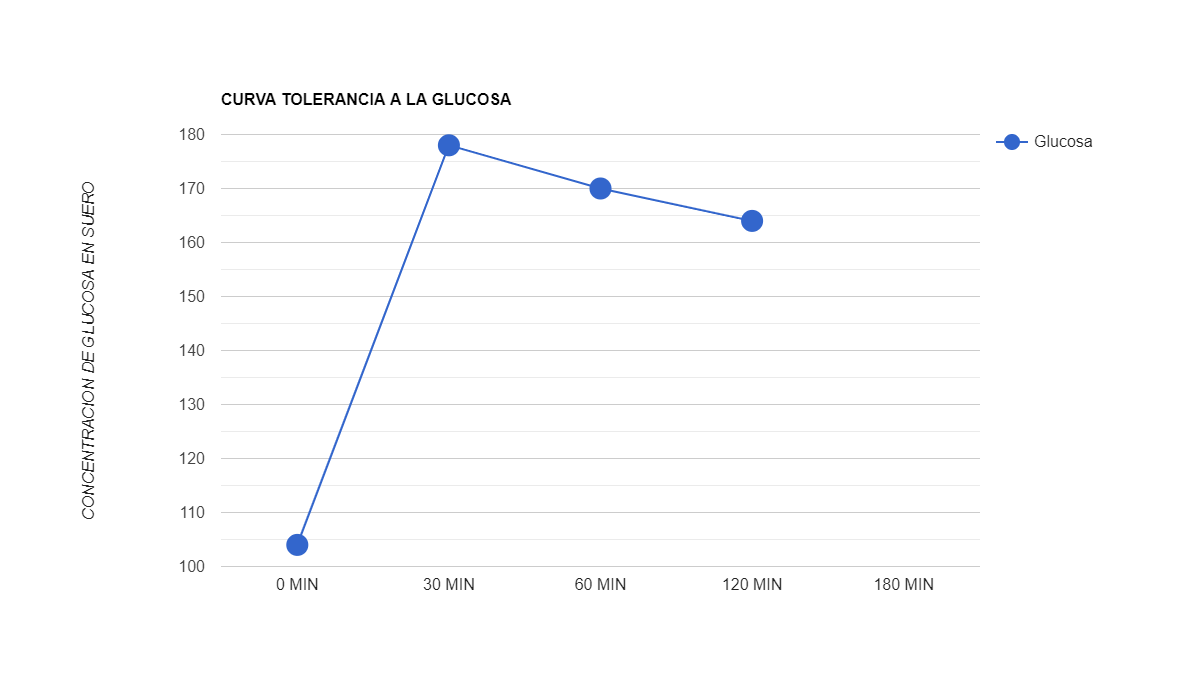 CURVA TOLERANCIA A LA GLUCOSA
Glucosa
CONCENTRACION DE GLUCOSA EN SUERO
180
170
160
150
140
130
120
110
100
0 MIN
30 MIN
60 MIN
120 MIN
180 MIN